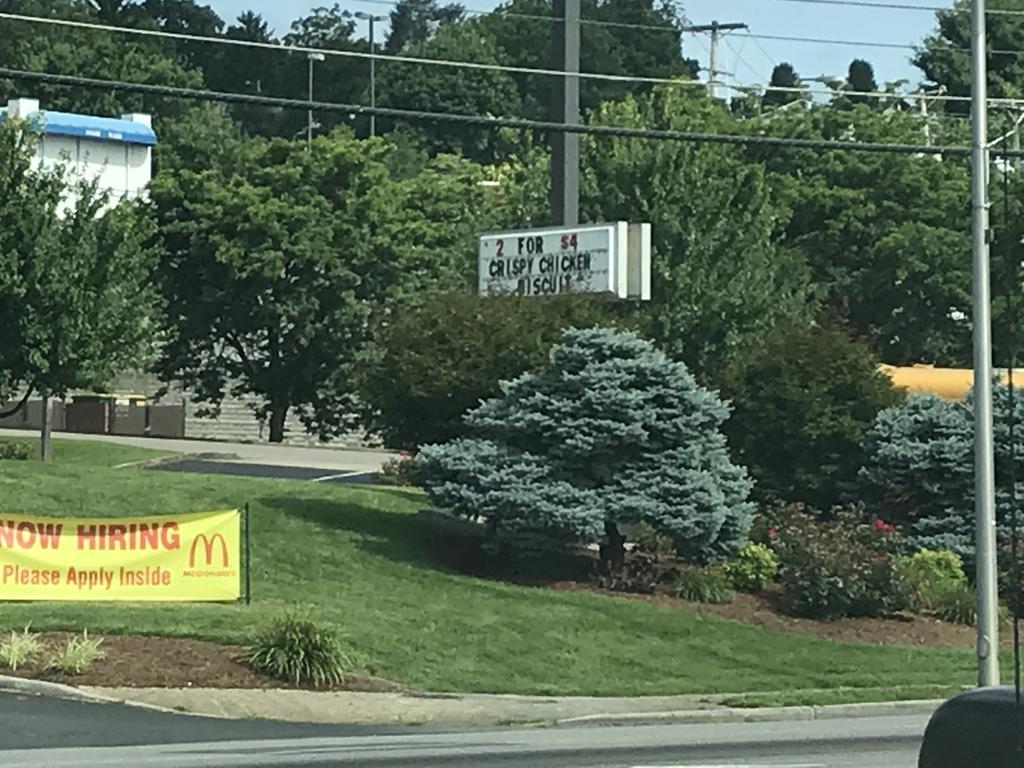 2 FOR $4
CRISPY CHICKEN
BISCUIT
NOW HIRING
Please Apply Inside
McDONALD'S